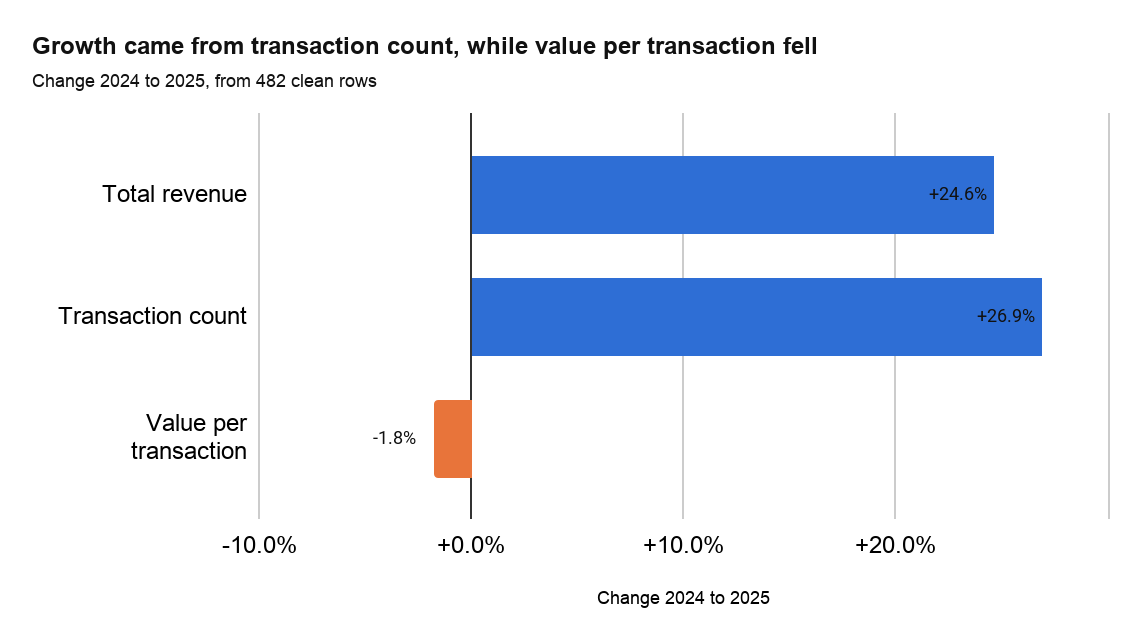 Growth came from transaction count, while value per transaction fell
Change 2024 to 2025, from 482 clean rows
Total revenue
+24.6%
Transaction count
+26.9%
Value per
transaction
-1.8%
-10.0%
+0.0%
+10.0%
+20.0%
Change 2024 to 2025